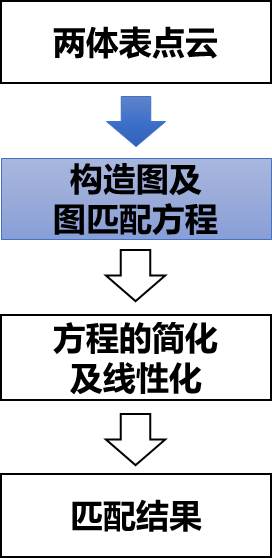 两体表点云
构造图及
图匹配方程
方程的简化
及线性化
匹配结果